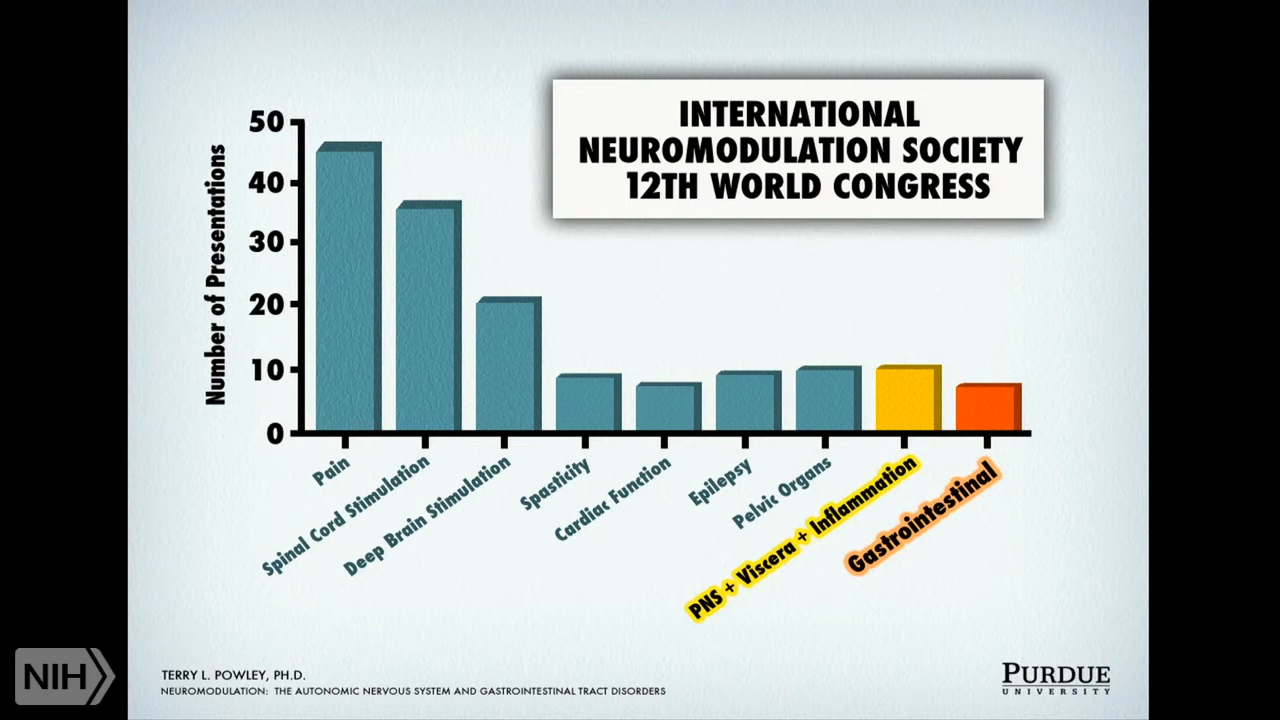 INTERNATIONAL
NEUROMODULATION SOCIETY
12TH WORLD CONGRESS
Number of Presentations
50
40
30
20
10
0
Pain
Spinal Cord Stimulation
Deep Brain Stimulation
Spasticity
Cardiac Function
Epilepsy
Pelvic Organs
PNS + Viscera + Inflammation
Gastrointestinal
NIH
TERRY L. POWLEY, PH.D.
NEUROMODULATION: THE AUTONOMIC NERVOUS SYSTEM AND GASTROINTESTINAL TRACT DISORDERS
PURDUE
UNIVERSITY